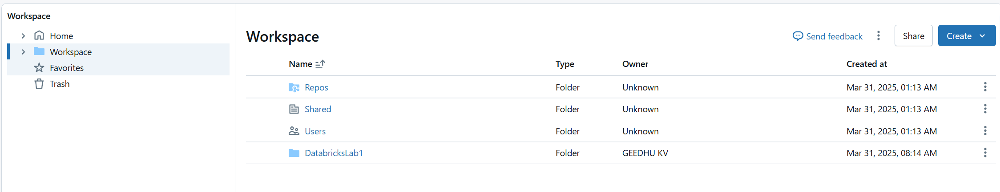 Workspace
Home
Workspace
Favorites
Trash
Workspace
Send feedback
Share
Create
Name Type Owner Created at
Repos Folder Unknown Mar 31, 2025, 01:13 AM
Shared Folder Unknown Mar 31, 2025, 01:13 AM
Users Folder Unknown Mar 31, 2025, 01:13 AM
DatabricksLab1 Folder GEEDHU KV Mar 31, 2025, 08:14 AM